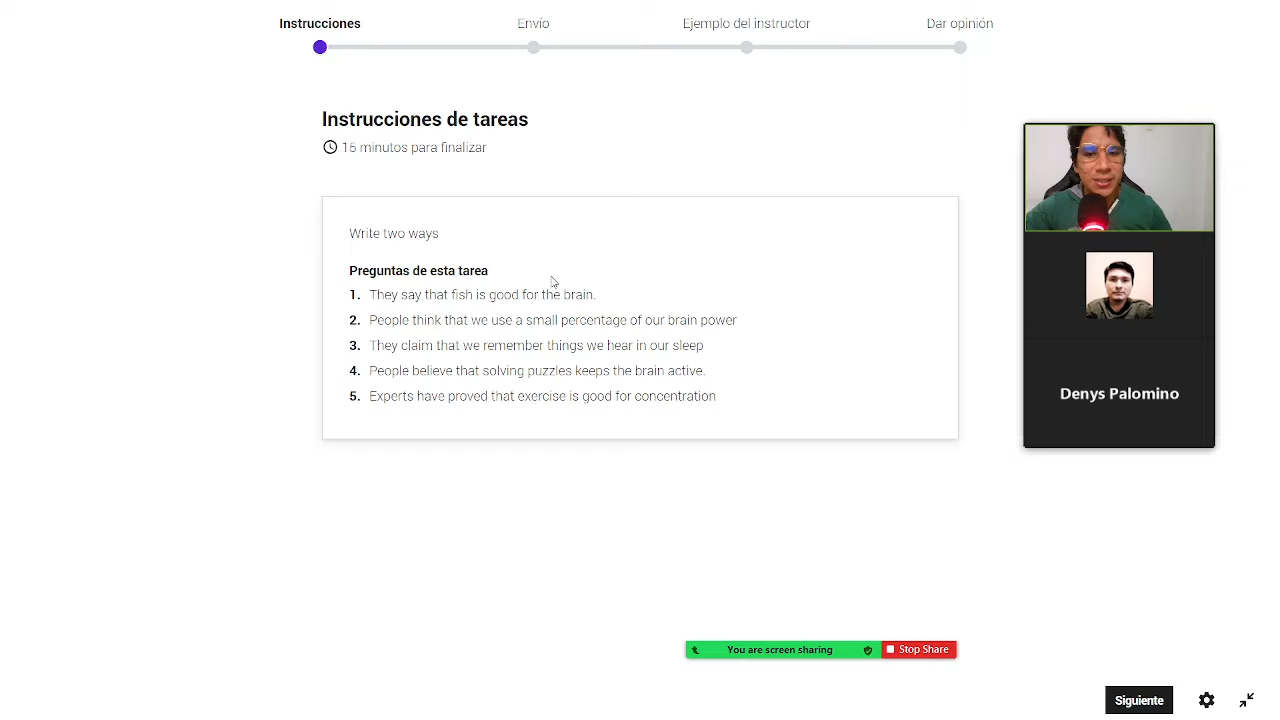 Instrucciones
Envío
Ejemplo del instructor
Dar opinión
Instrucciones de tareas
16 minutos para finalizar
Write two ways
Preguntas de esta tarea
1. They say that fish is good for the brain.
2. People think that we use a small percentage of our brain power
3. They claim that we remember things we hear in our sleep
4. People believe that solving puzzles keeps the brain active.
5. Experts have proved that exercise is good for concentration
Denys Palomino
You are screen sharing
Stop Share
Siguiente